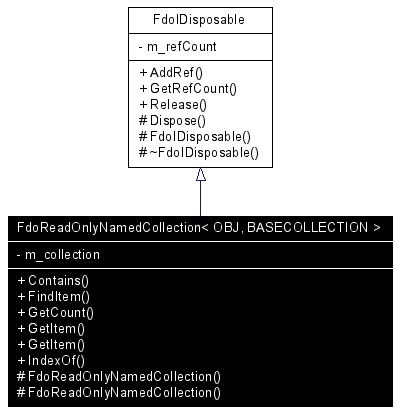 FdoIDisposable
- m_refCount
+ AddRef()
+ GetRefCount()
+ Release()
# Dispose()
# FdoIDisposable()
# ~FdoIDisposable()
FdoReadOnlyNamedCollection< OBJ, BASECOLLECTION >
- m_collection
+ Contains()
+ FindItem()
+ GetCount()
+ GetItem()
+ GetItem()
+ IndexOf()
# FdoReadOnlyNamedCollection()
# FdoReadOnlyNamedCollection()